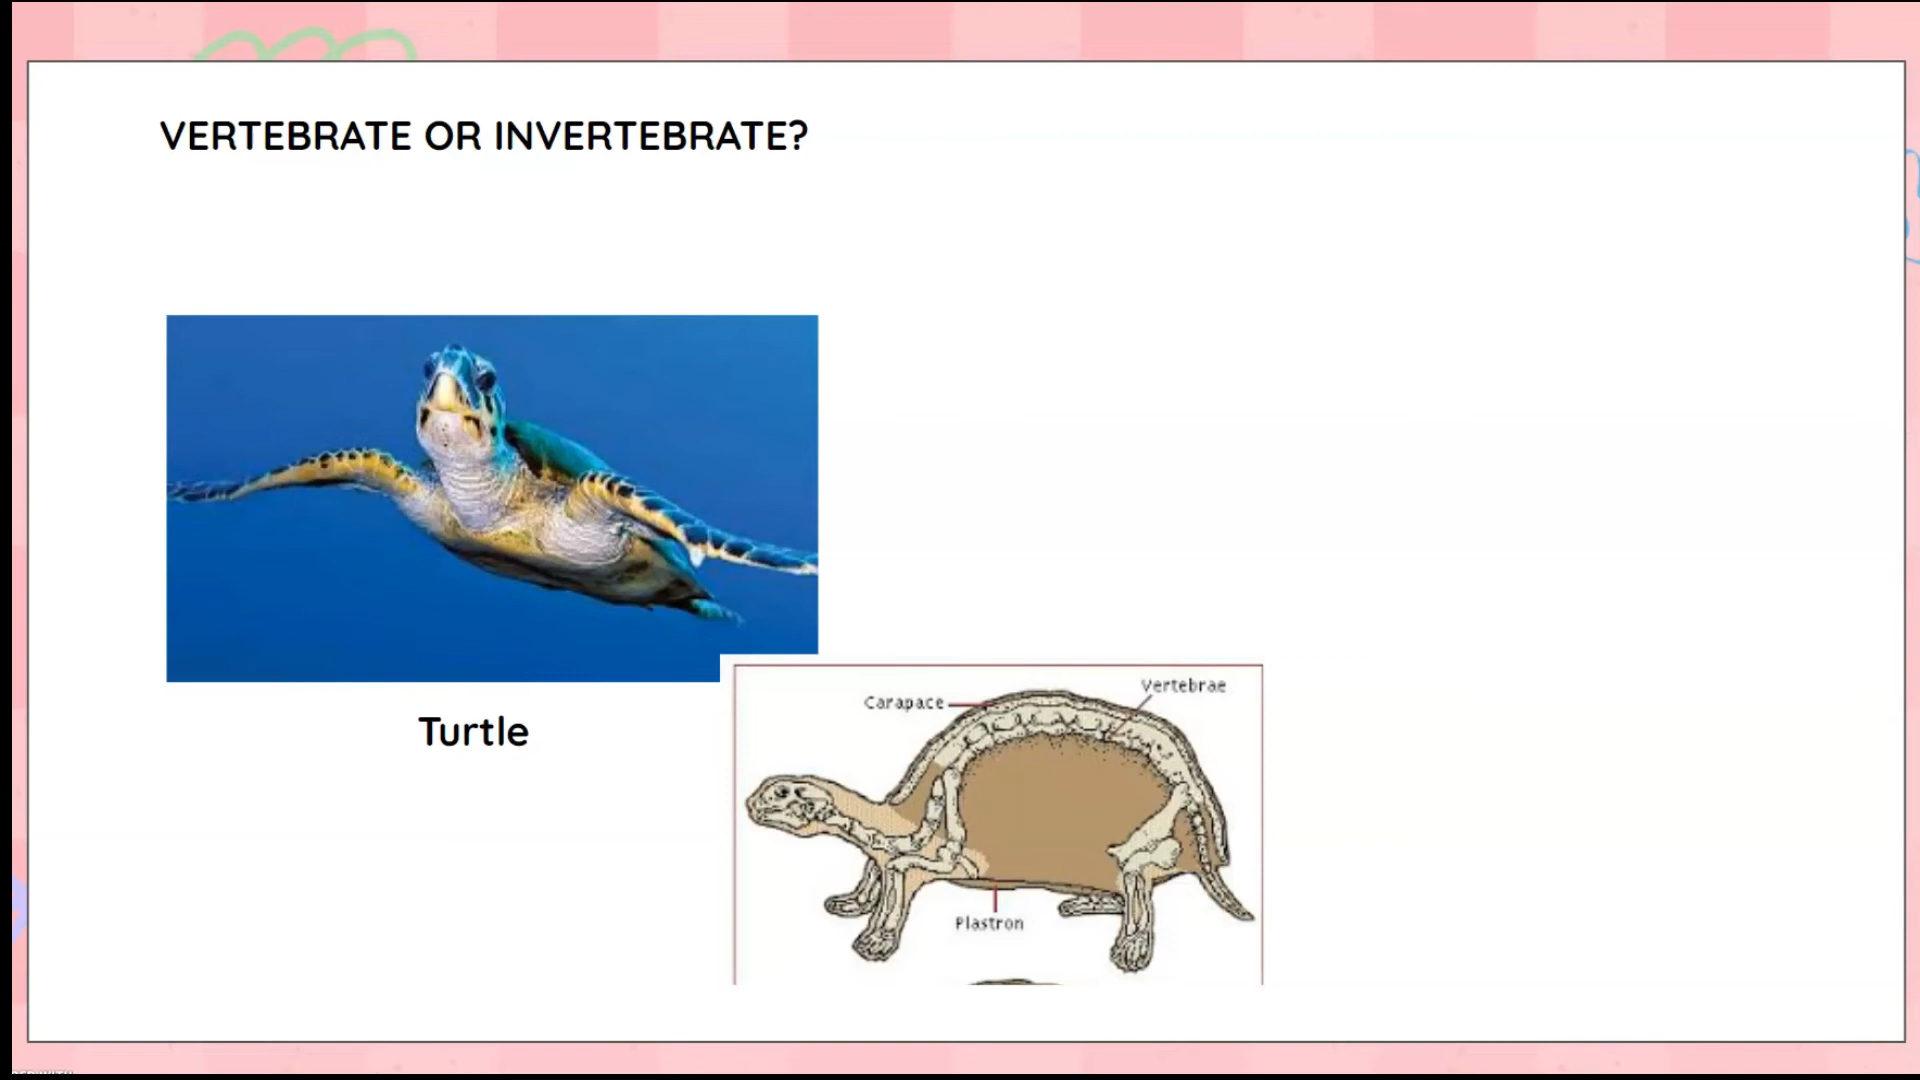 VERTEBRATE OR INVERTEBRATE?
Turtle
Carapace
Vertebrae
Plastron